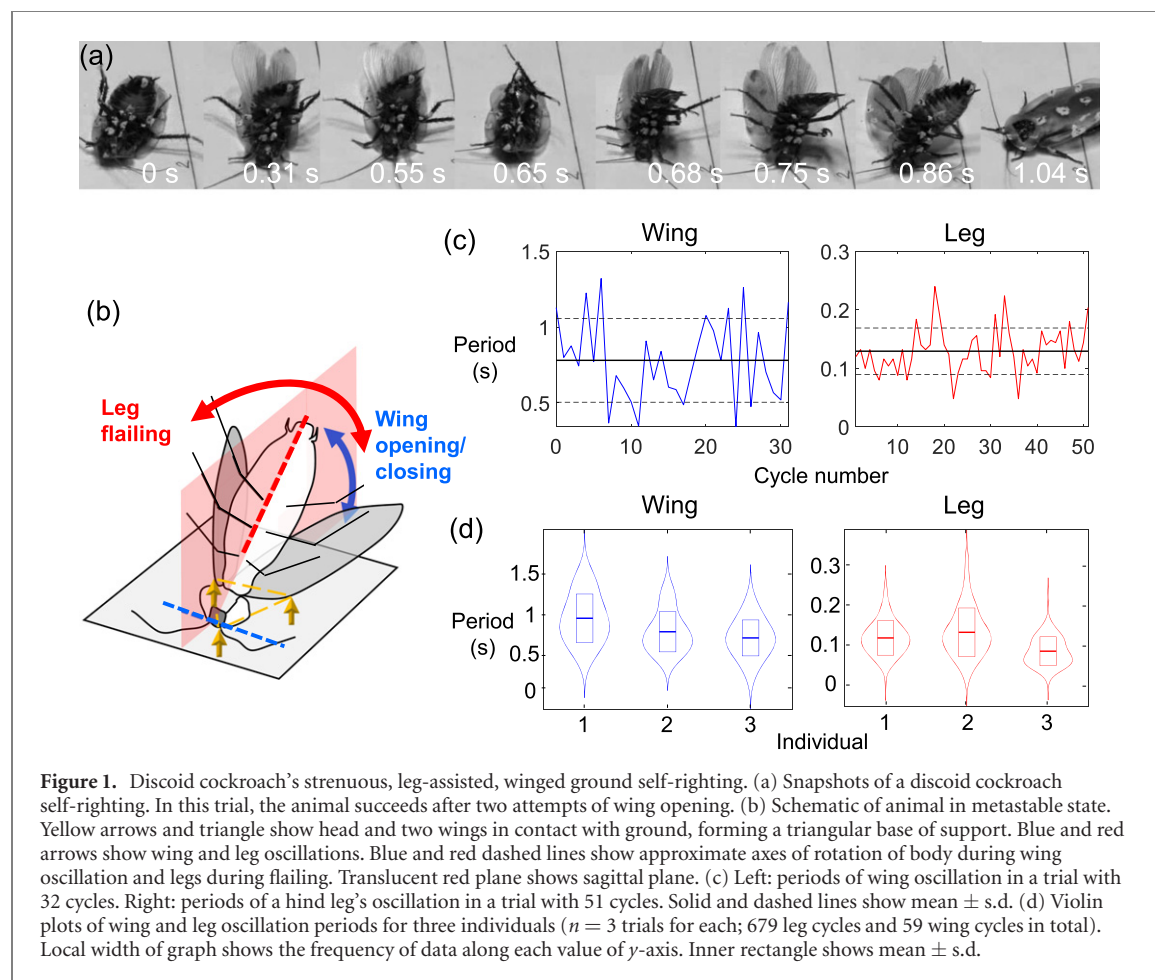 (a)
0 s
0.31 s
0.55 s
0.65 s
0.68 s
0.75 s
0.86 s
1.04 s
(b)
Leg
flailing
Wing
opening/
closing
(c)
Wing
Leg
Period
(s)
1.5
1
0.5
0
10
20
30
0.3
0.2
0.1
0
10
20
30
40
50
Cycle number
(d)
Wing
Leg
Period
(s)
1.5
1
0.5
0
1
2
3
0.3
0.2
0.1
0
1
2
3
Individual
Figure 1. Discoid cockroach's strenuous, leg-assisted, winged ground self-righting. (a) Snapshots of a discoid cockroach
self-righting. In this trial, the animal succeeds after two attempts of wing opening. (b) Schematic of animal in metastable state.
Yellow arrows and triangle show head and two wings in contact with ground, forming a triangular base of support. Blue and red
arrows show wing and leg oscillations. Blue and red dashed lines show approximate axes of rotation of body during wing
oscillation and legs during flailing. Translucent red plane shows sagittal plane. (c) Left: periods of wing oscillation in a trial with
32 cycles. Right: periods of a hind leg's oscillation in a trial with 51 cycles. Solid and dashed lines show mean ± s.d. (d) Violin
plots of wing and leg oscillation periods for three individuals (n = 3 trials for each; 679 leg cycles and 59 wing cycles in total).
Local width of graph shows the frequency of data along each value of y-axis. Inner rectangle shows mean ± s.d.